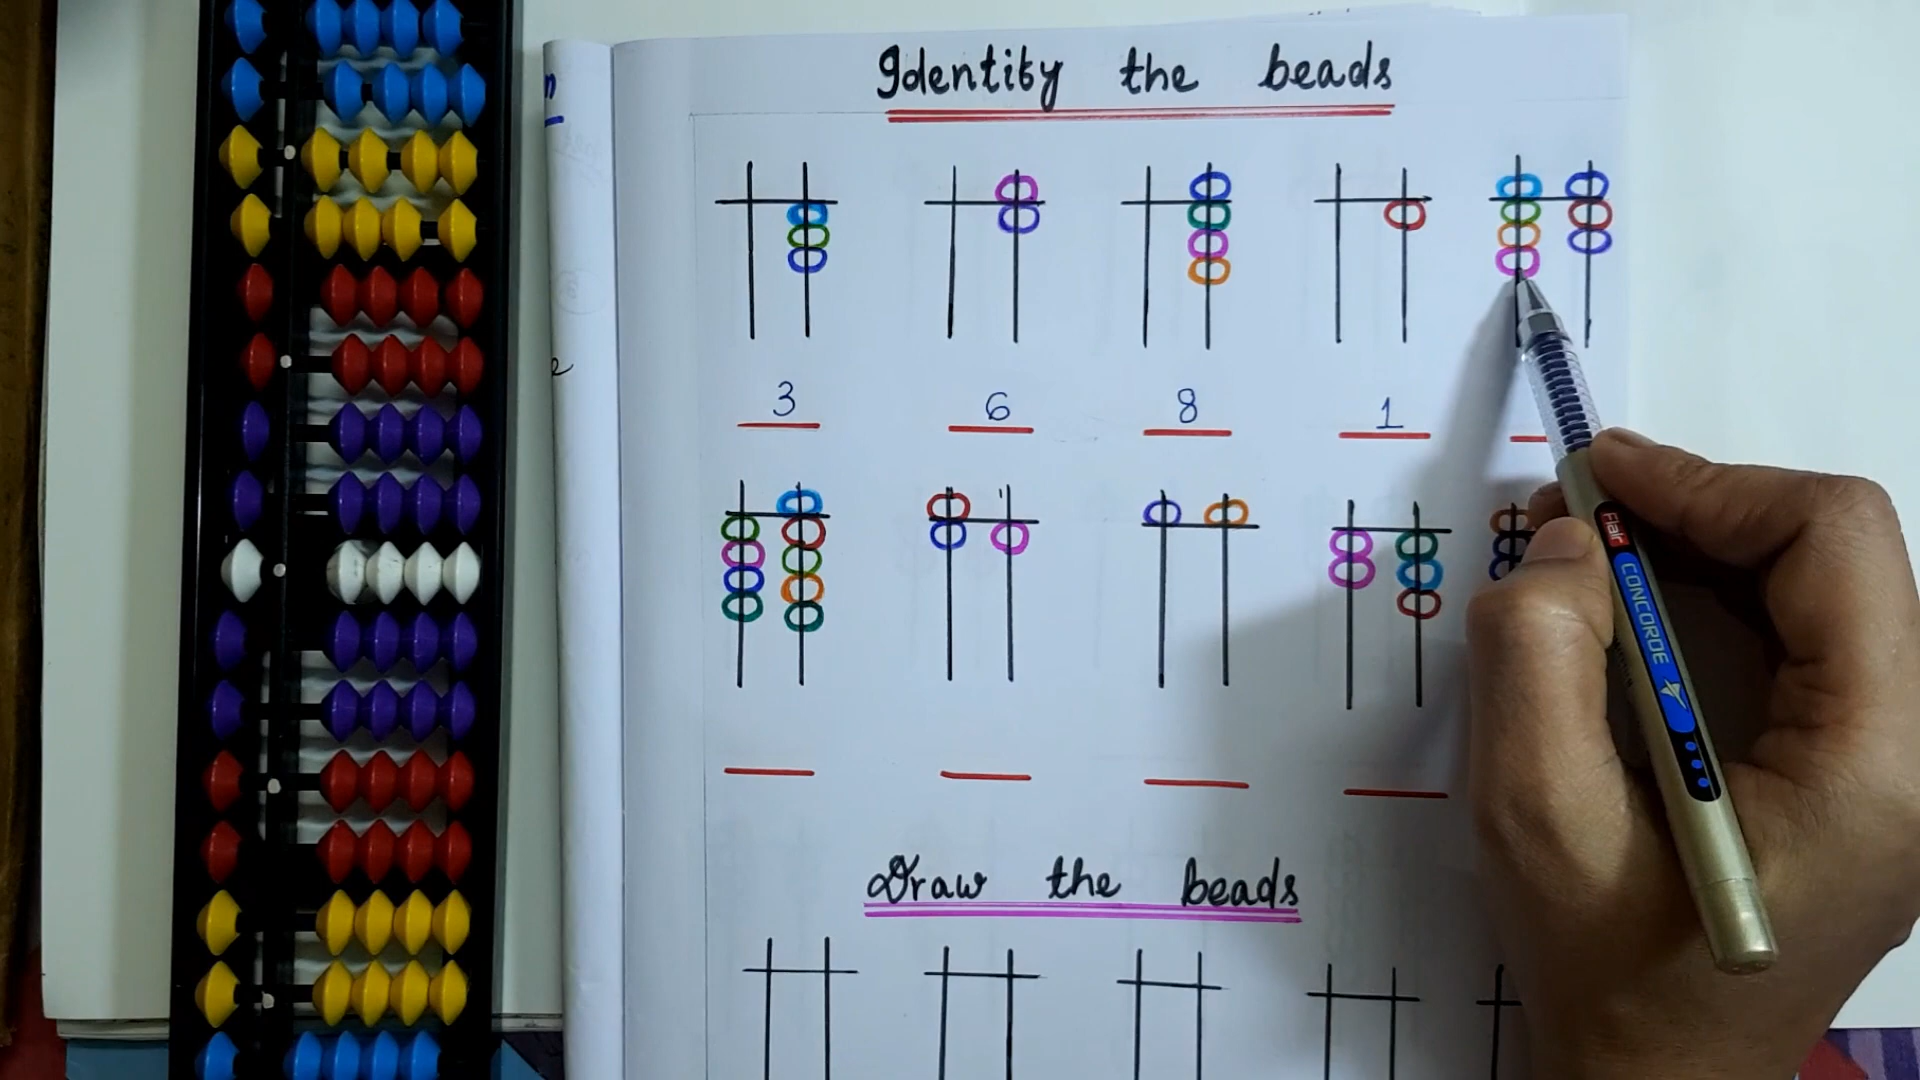 Identity the beads
n
3 6 8 1
e
Flair CONCORDE
Draw the beads